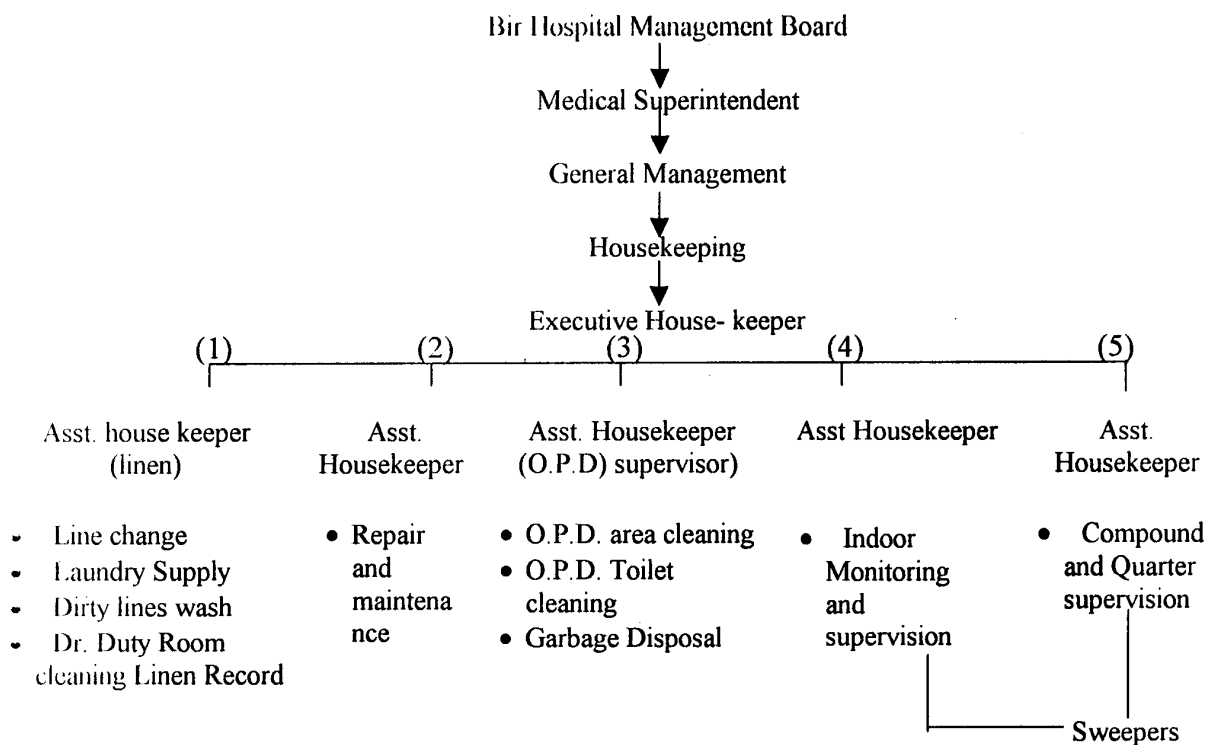 Bir Hospital Management Board
Medical Superintendent
General Management
Housekeeping
Executive House- keeper
(1)
(2)
(3)
(4)
(5)
Asst. house keeper
(linen)
- Line change
- Laundry Supply
- Dirty lines wash
- Dr. Duty Room
cleaning Linen Record
Asst.
Housekeeper
• Repair
and
maintena
nce
Asst. Housekeeper
(O.P.D) supervisor)
• O.P.D. area cleaning
• O.P.D. Toilet
cleaning
• Garbage Disposal
Asst Housekeeper
• Indoor
Monitoring
and
supervision
Asst.
Housekeeper
• Compound
and Quarter
supervision
Sweepers